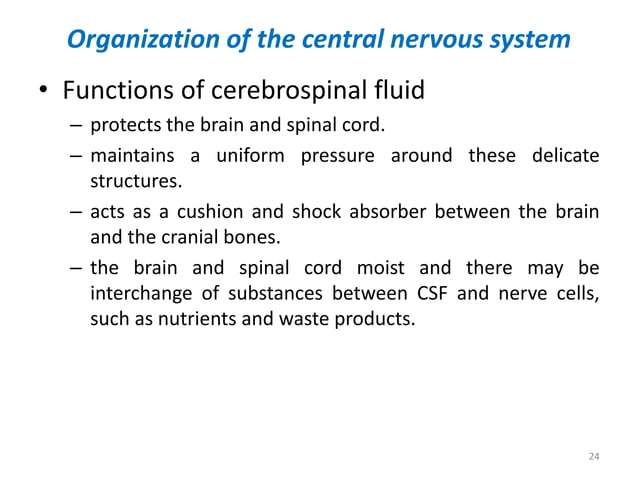 Organization of the central nervous system
• Functions of cerebrospinal fluid
– protects the brain and spinal cord.
– maintains a uniform pressure around these delicate
structures.
– acts as a cushion and shock absorber between the brain
and the cranial bones.
– the brain and spinal cord moist and there may be
interchange of substances between CSF and nerve cells,
such as nutrients and waste products.
24